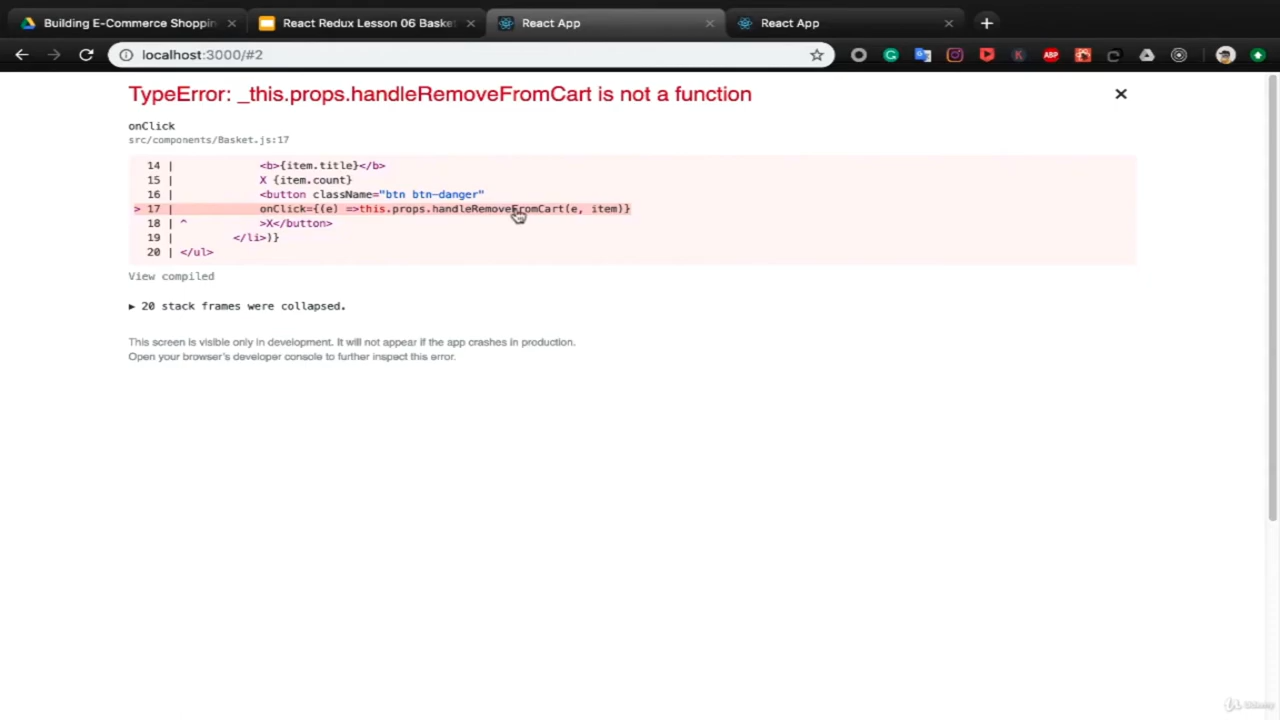 Building E-Commerce Shoppin
React Redux Lesson 06 Baske
React App
React App
localhost:3000/#2
ABP
TypeError: _this.props.handleRemoveFromCart is not a function
onClick
src/components/Basket.js:17
14 | <b>{item.title}</b>
15 | X {item.count}
16 | <button className="btn btn-danger"
> 17 | onClick={(e) =>this.props.handleRemoveFromCart(e, item)}
18 | ^ >X</button>
19 | </li>)}
20 | </ul>
View compiled
▶ 20 stack frames were collapsed.
This screen is visible only in development. It will not appear if the app crashes in production.
Open your browser's developer console to further inspect this error.
Udemy